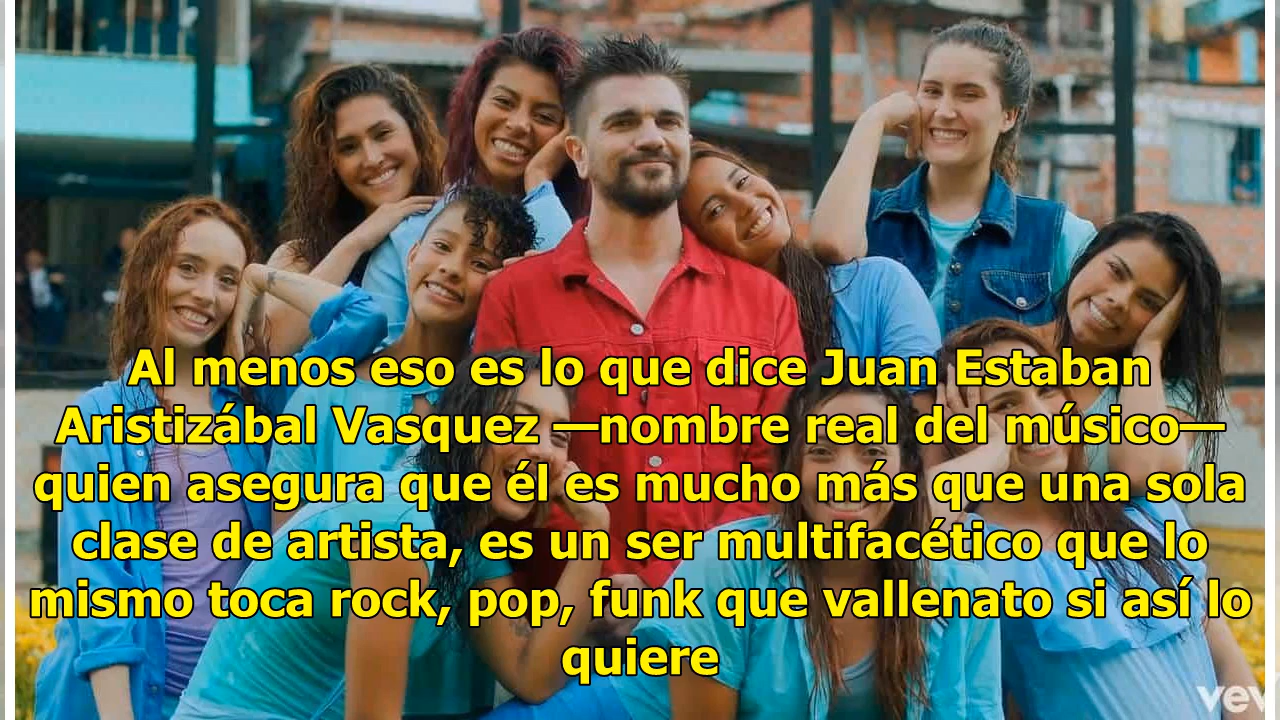 Al menos eso es lo que dice Juan Estaban
Aristizábal Vasquez —nombre real del músico—
quien asegura que él es mucho más que una sola
clase de artista, es un ser multifacético que lo
mismo toca rock, pop, funk que vallenato si así lo
quiere
vev